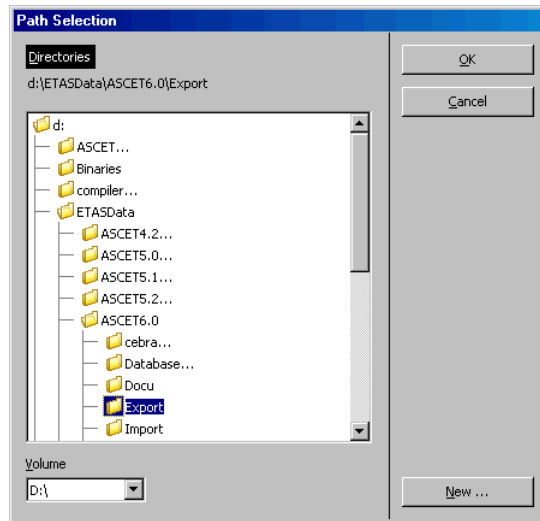 Path Selection
Directories
d:\ETASData\ASCET6.0\Export
OK
Cancel
d:
ASCET...
Binaries
compiler...
ETASData
ASCET4.2...
ASCET5.0...
ASCET5.1...
ASCET5.2...
ASCET6.0
cebra...
Database...
Docu
Export
Import
Volume
D:\
New ...